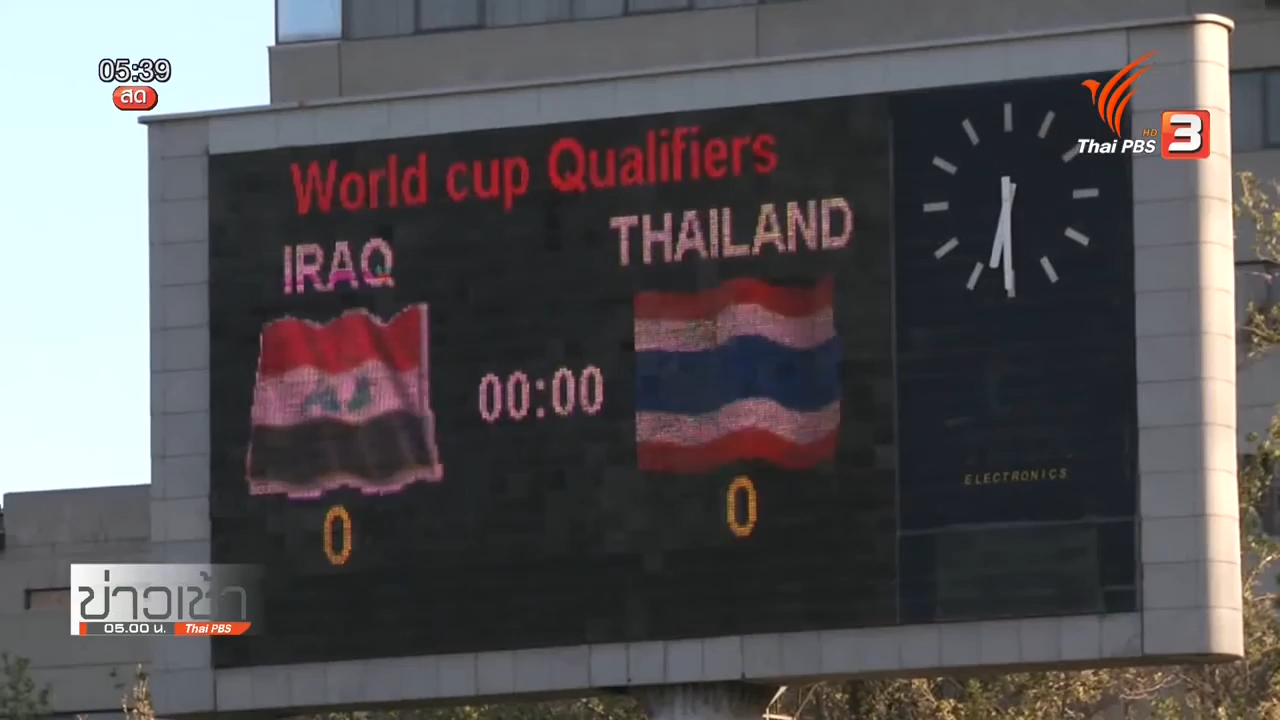 05:39
สด
Thai PBS HD 3
World cup Qualifiers
IRAQ
THAILAND
00:00
0
0
ELECTRONICS
ข่าวเช้า
05.00 น. Thai PBS